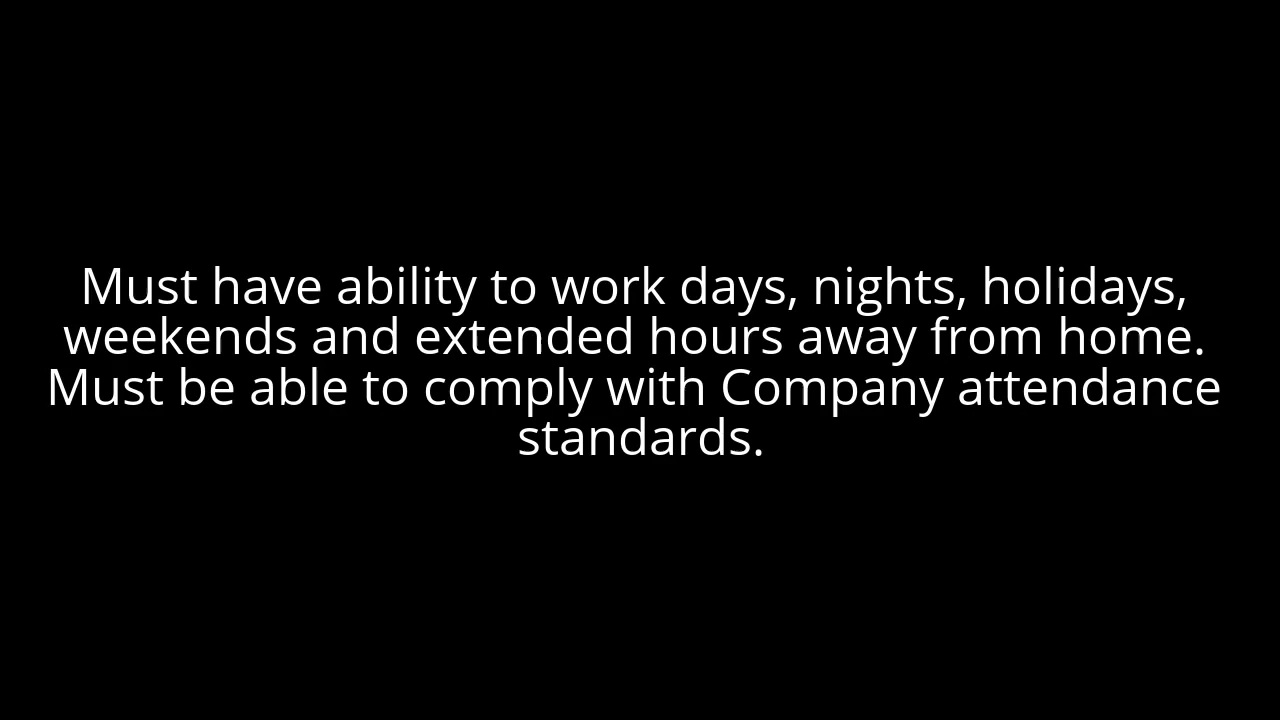 Must have ability to work days, nights, holidays,
weekends and extended hours away from home.
Must be able to comply with Company attendance
standards.